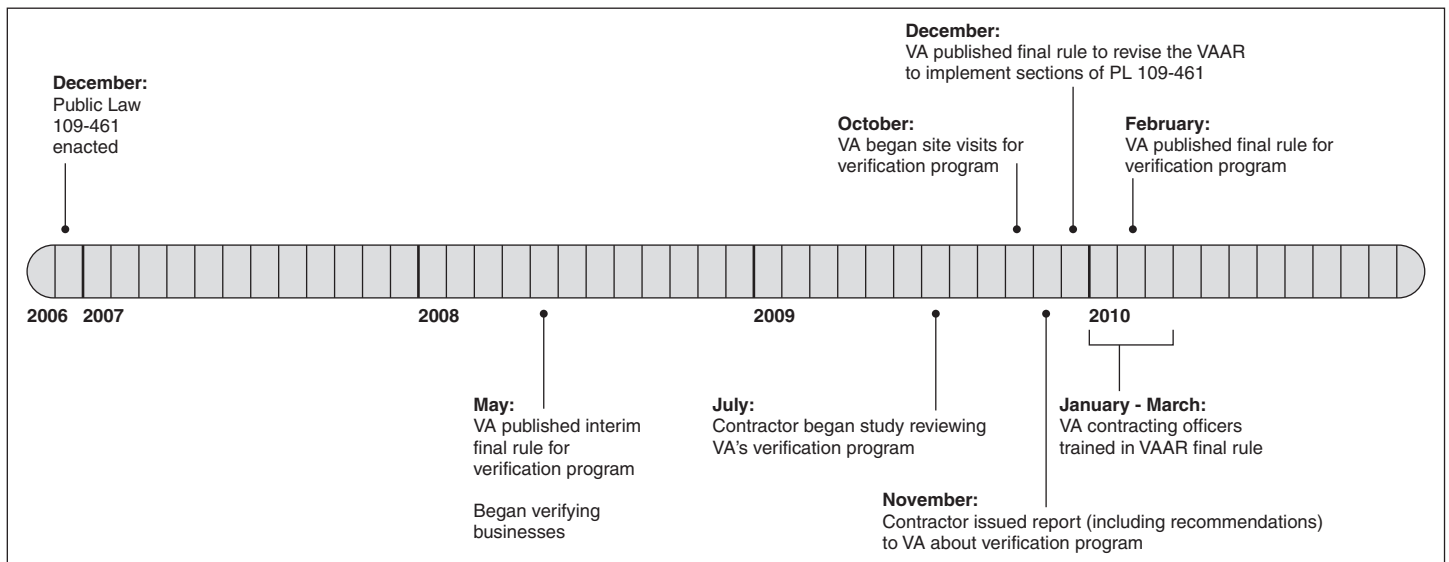 December:
Public Law
109-461
enacted
October:
VA began site visits for
verification program
December:
VA published final rule to revise the VAAR
to implement sections of PL 109-461
February:
VA published final rule for
verification program
2006 2007 2008 2009 2010
May:
VA published interim
final rule for
verification program
Began verifying
businesses
July:
Contractor began study reviewing
VA's verification program
November:
Contractor issued report (including recommendations)
to VA about verification program
January - March:
VA contracting officers
trained in VAAR final rule